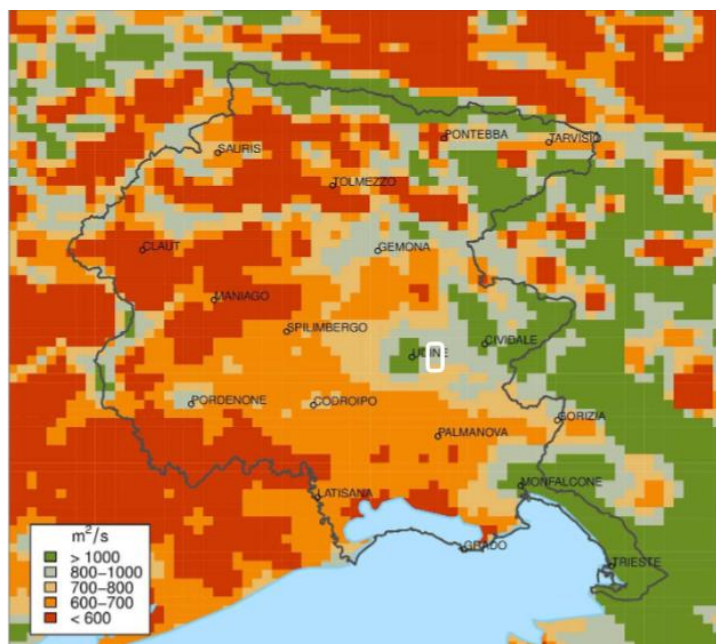 PONTEBBA
TARVISIO
SAURIS
TOLMEZZO
CLAUT
GEMONA
MANIAGO
SPILIMBERGO
CIVIDALE
UDINE
PORDENONE
CODROIPO
GORIZIA
PALMANOVA
MONFALCONE
LATISANA
GRADO
TRIESTE
m²/s
> 1000
800–1000
700–800
600–700
< 600